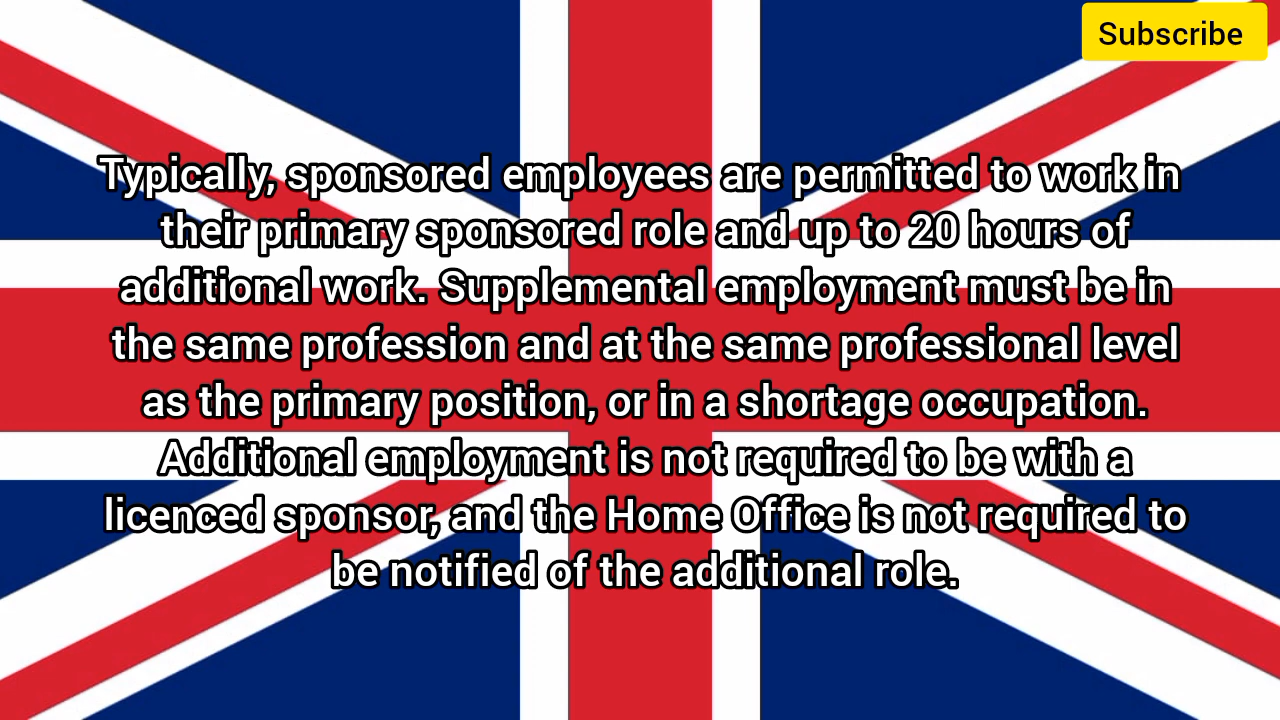 Subscribe
Typically, sponsored employees are permitted to work in
their primary sponsored role and up to 20 hours of
additional work. Supplemental employment must be in
the same profession and at the same professional level
as the primary position, or in a shortage occupation.
Additional employment is not required to be with a
licenced sponsor, and the Home Office is not required to
be notified of the additional role.